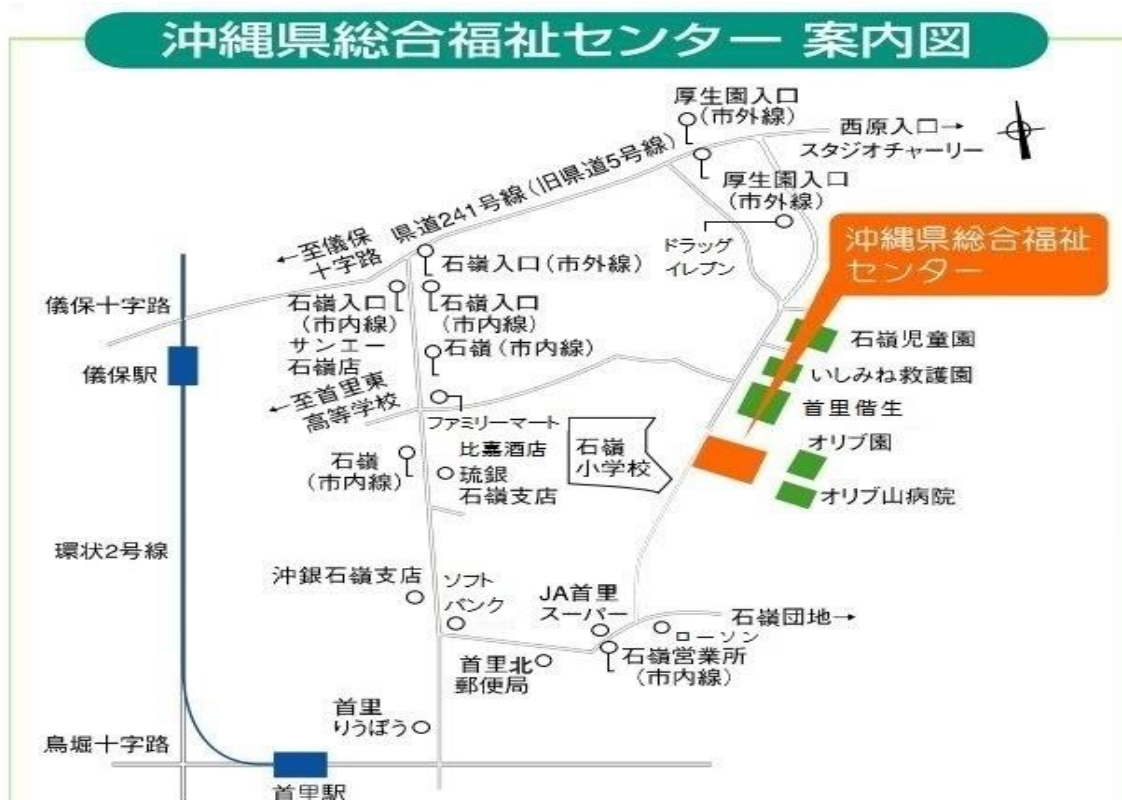 沖縄県総合福祉センター 案内図
厚生園入口
(市外線)
西原入口→
スタジオチャーリー
県道241号線(旧県道5号線)
厚生園入口
(市外線)
←至儀保
十字路
石嶺入口(市外線)
ドラッグ
イレブン
沖縄県総合福祉
センター
儀保十字路
石嶺入口
(市内線)
石嶺入口
(市内線)
サンエー
石嶺店
石嶺(市内線)
石嶺児童園
儀保駅
いしみね救護園
←至首里東
高等学校
首里偕生
ファミリーマート
比嘉酒店
石嶺
小学校
オリブ園
石嶺
(市内線)
琉銀
石嶺支店
オリブ山病院
環状2号線
沖銀石嶺支店
ソフト
バンク
JA首里
スーパー
石嶺団地→
ローソン
首里北
郵便局
石嶺営業所
(市内線)
首里
りうぼう
鳥堀十字路
首里駅